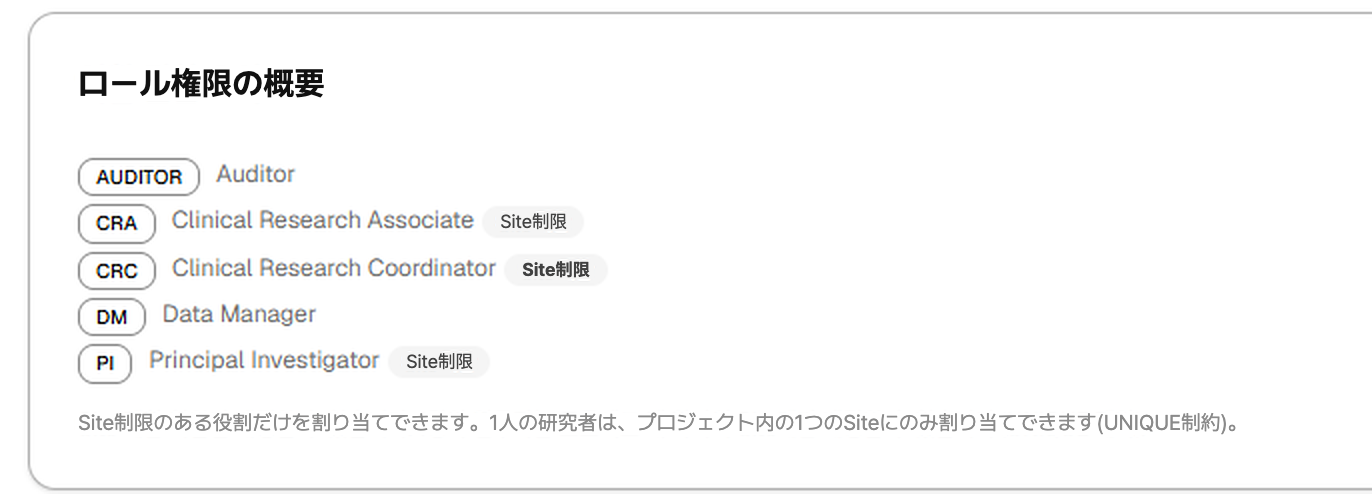 ロール権限の概要
AUDITOR Auditor
CRA Clinical Research Associate Site制限
CRC Clinical Research Coordinator Site制限
DM Data Manager
PI Principal Investigator Site制限
Site制限のある役割だけを割り当てできます。1人の研究者は、プロジェクト内の1つのSiteにのみ割り当てできます(UNIQUE制約)。